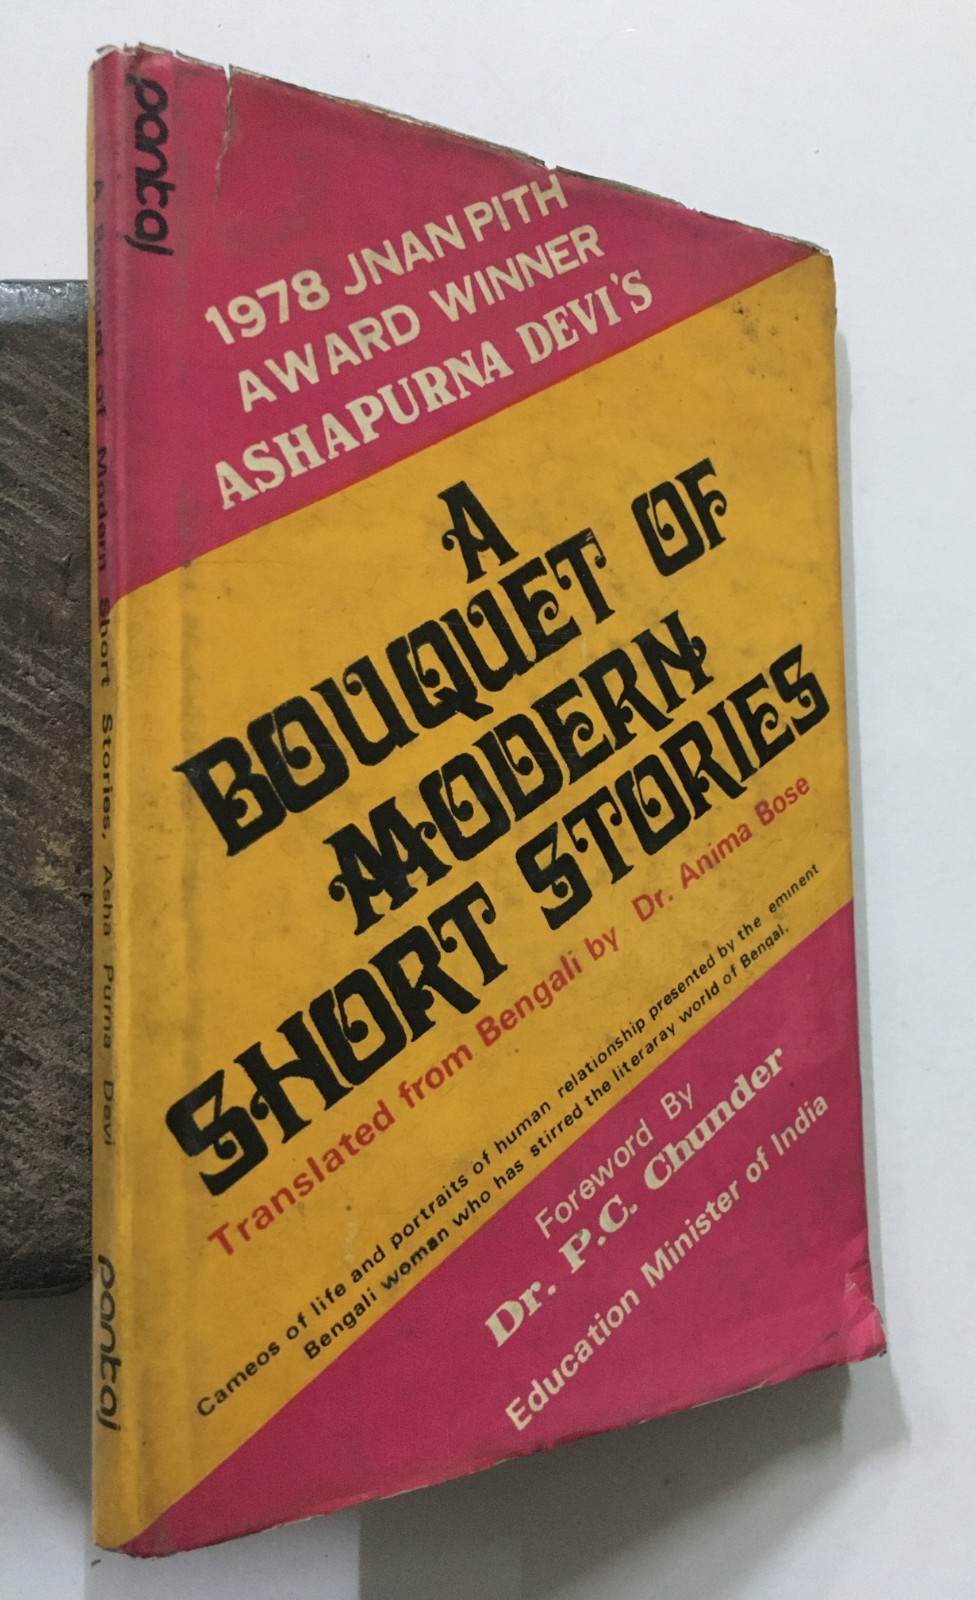 pantaj
1978 JNANPITH
AWARD WINNER
ASHAPURNA DEVI'S
A
BOUQUET OF
MODERN
SHORT STORIES
Translated from Bengali by Dr. Anima Bose
Cameos of life and portraits of human relationship presented by the eminent
Bengali woman who has stirred the literaray world of Bengal.
Foreword By
Dr. P.C. Chunder
Education Minister of India
A Bouquet of Modern Short Stories, Asha Purna Davi
pantaj